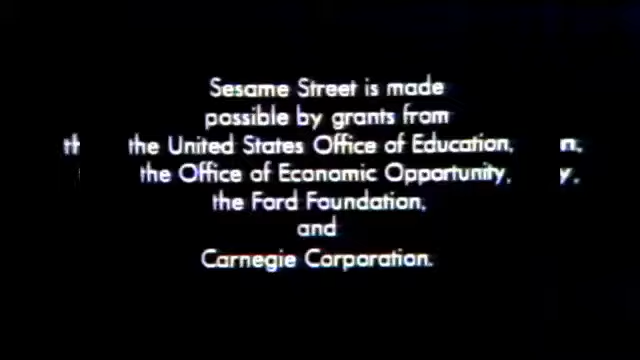 Sesame Street is made
possible by grants from
th the United States Office of Education, n,
the Office of Economic Opportunity, y,
the Ford Foundation,
and
Carnegie Corporation.